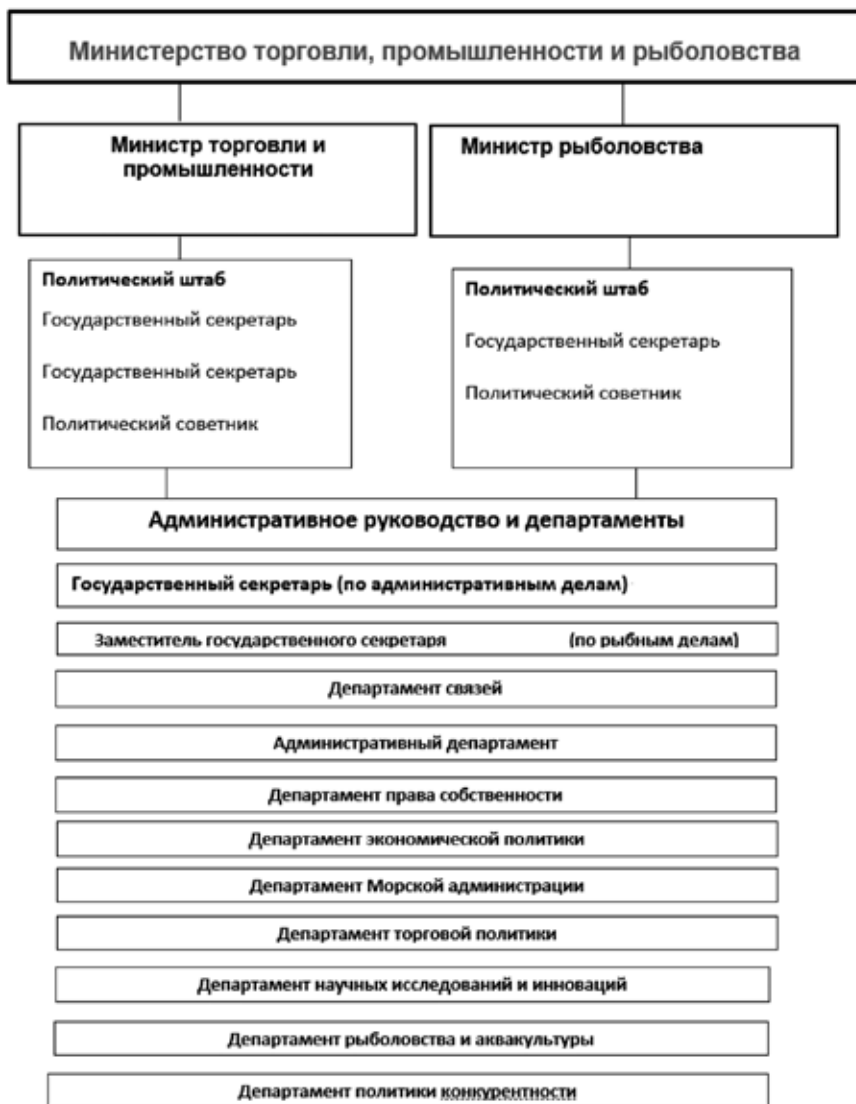 Министерство торговли, промышленности и рыболовства
Министр торговли и
промышленности
Министр рыболовства
Политический штаб
Государственный секретарь
Государственный секретарь
Политический советник
Политический штаб
Государственный секретарь
Политический советник
Административное руководство и департаменты
Государственный секретарь (по административным делам)
Заместитель государственного секретаря (по рыбным делам)
Департамент связей
Административный департамент
Департамент права собственности
Департамент экономической политики
Департамент Морской администрации
Департамент торговой политики
Департамент научных исследований и инноваций
Департамент рыболовства и аквакультуры
Департамент политики конкурентности